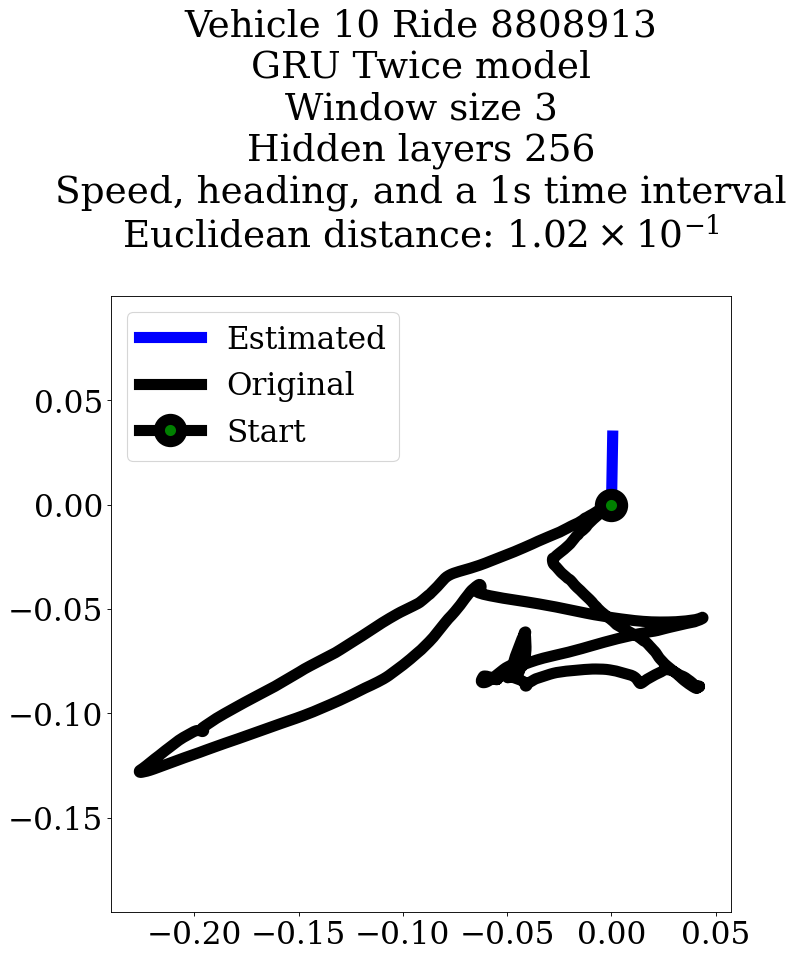 Vehicle 10 Ride 8808913
GRU Twice model
Window size 3
Hidden layers 256
Speed, heading, and a 1s time interval
Euclidean distance: 1.02 × 10⁻¹
Estimated
Original
Start
0.05
0.00
−0.05
−0.10
−0.15
−0.20 −0.15 −0.10 −0.05 0.00 0.05